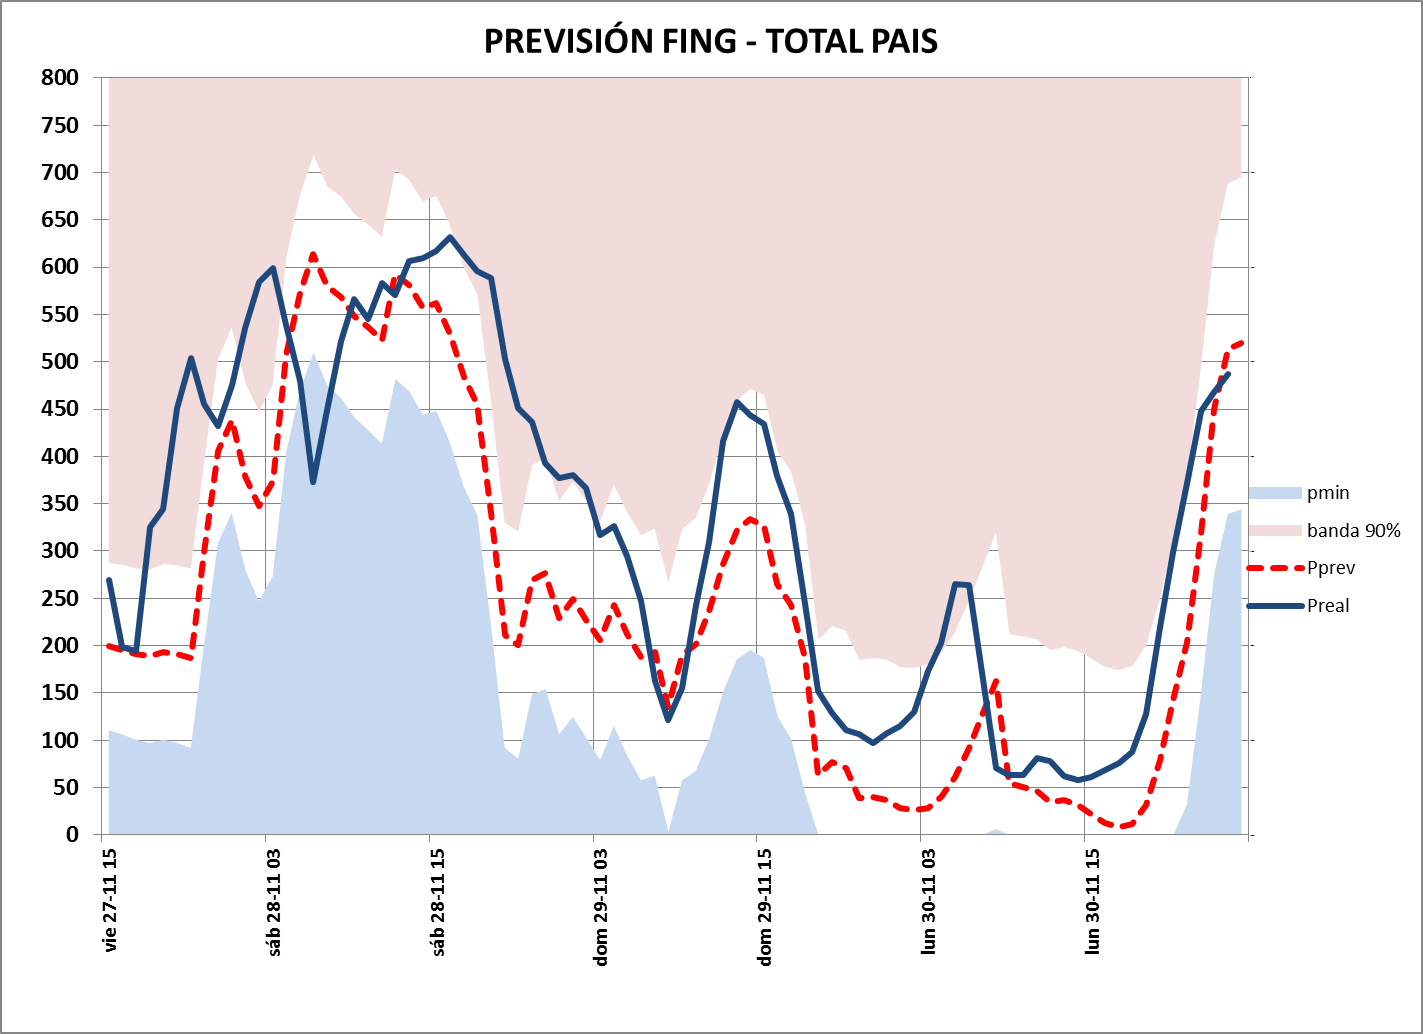 PREVISIÓN FING - TOTAL PAIS
800
750
700
650
600
550
500
450
400
350
300
250
200
150
100
50
0
vie 27-11 15
sáb 28-11 03
sáb 28-11 15
dom 29-11 03
dom 29-11 15
lun 30-11 03
lun 30-11 15
pmin
banda 90%
Pprev
Preal